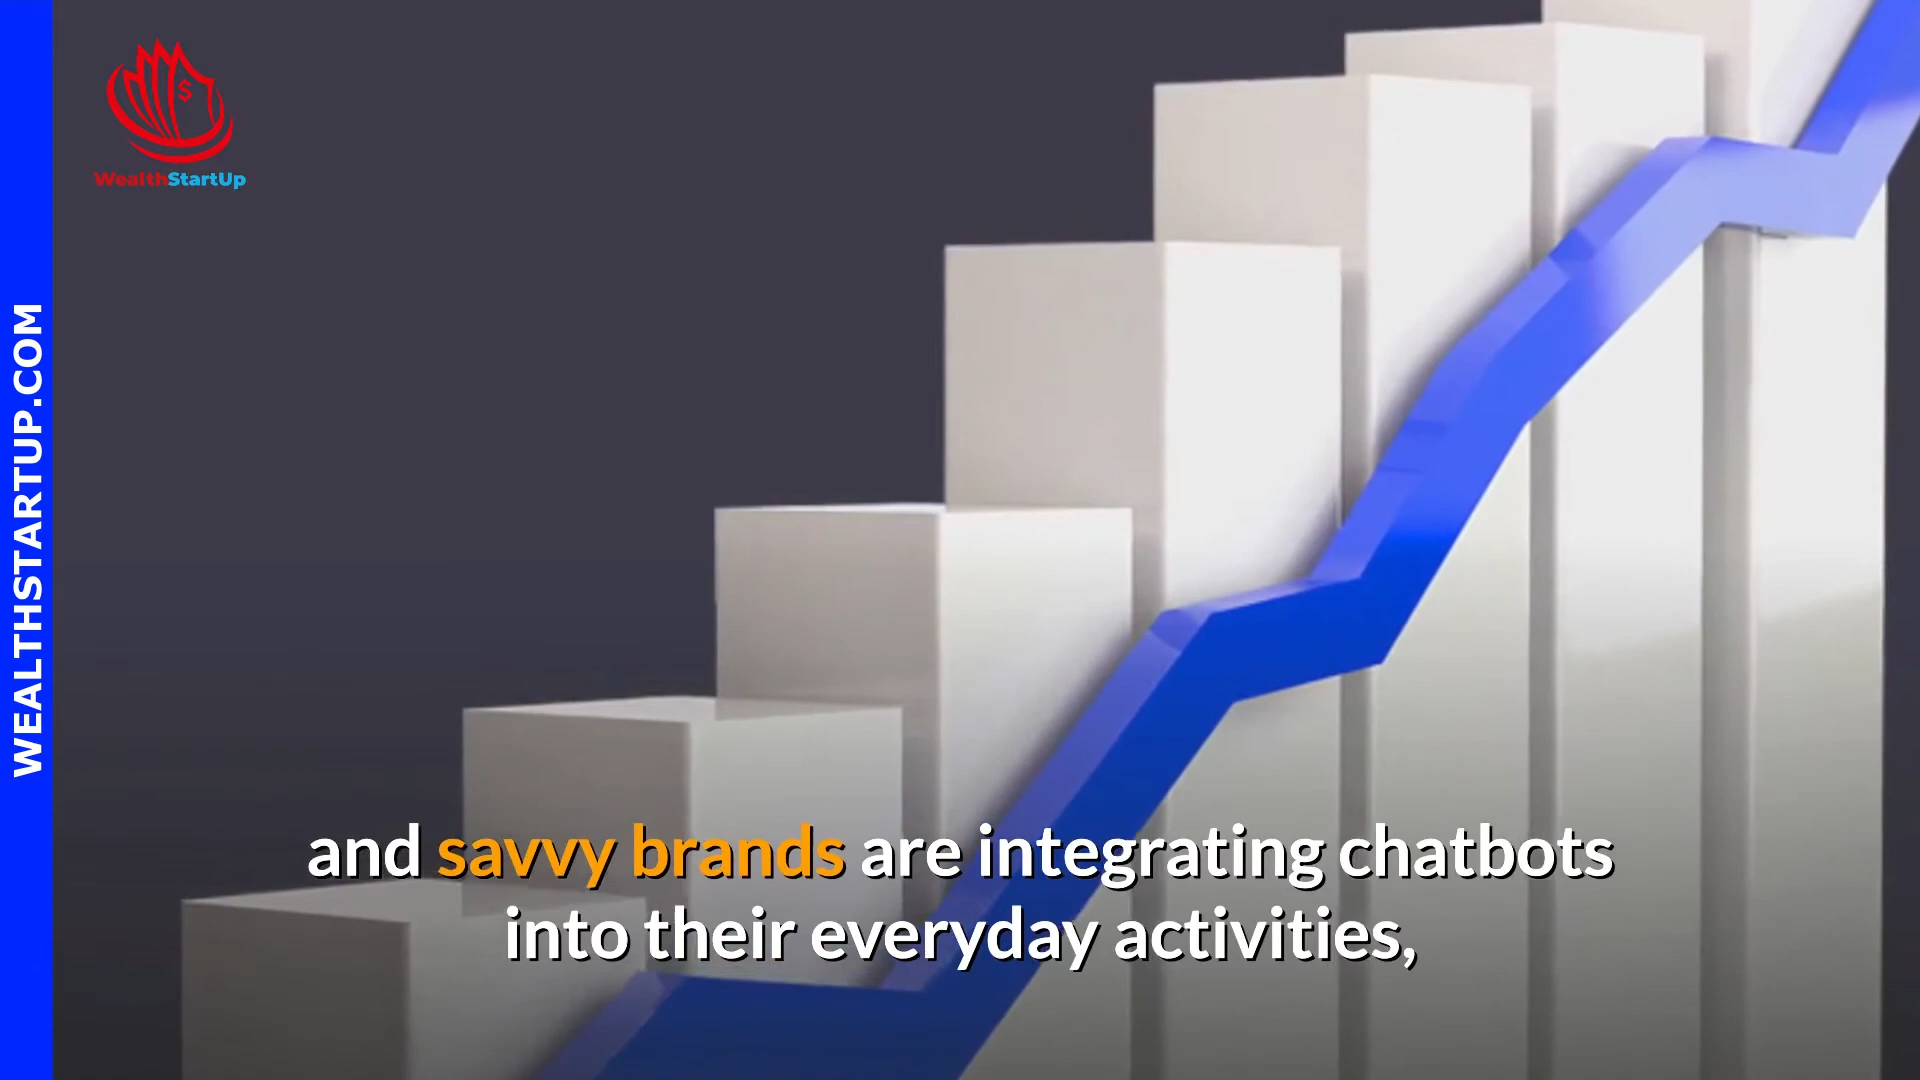 WealthStartUp
WEALTHSTARTUP.COM
and savvy brands are integrating chatbots
into their everyday activities,